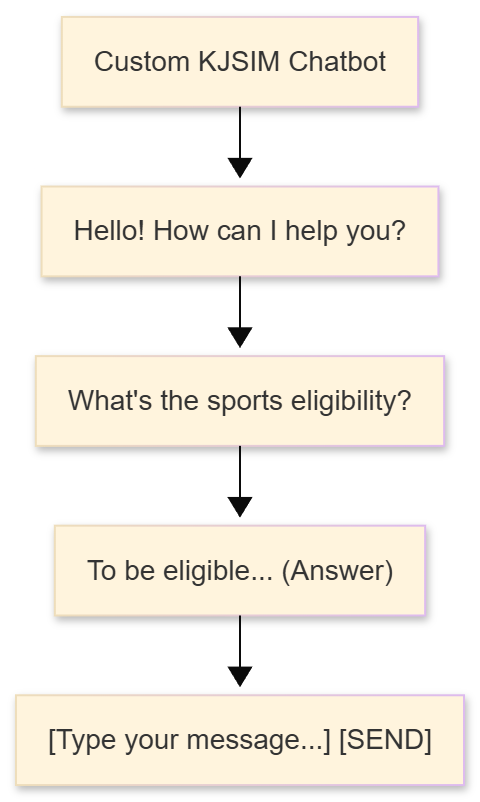 Custom KJSIM Chatbot
Hello! How can I help you?
What's the sports eligibility?
To be eligible... (Answer)
[Type your message...] [SEND]